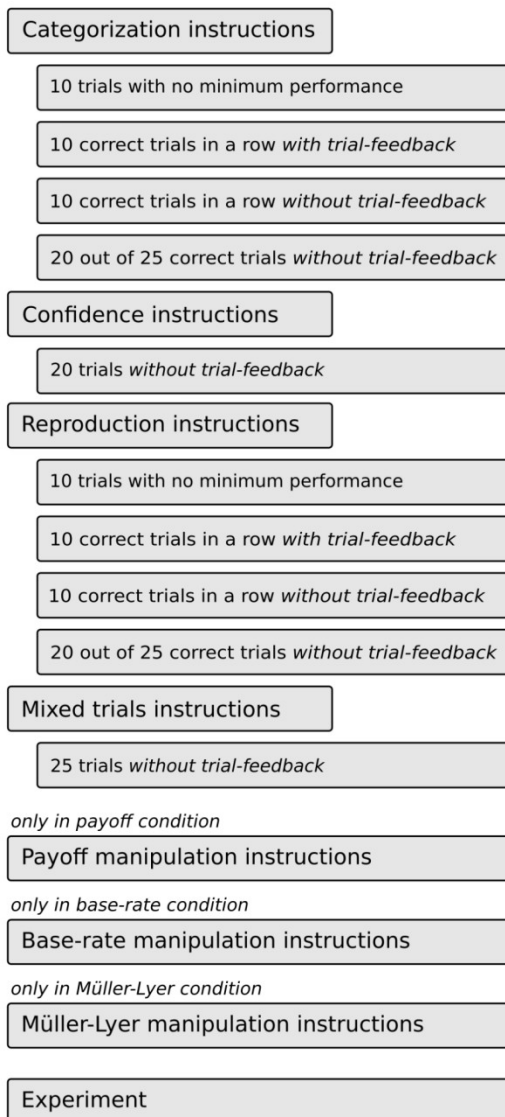 Categorization instructions
10 trials with no minimum performance
10 correct trials in a row with trial-feedback
10 correct trials in a row without trial-feedback
20 out of 25 correct trials without trial-feedback
Confidence instructions
20 trials without trial-feedback
Reproduction instructions
10 trials with no minimum performance
10 correct trials in a row with trial-feedback
10 correct trials in a row without trial-feedback
20 out of 25 correct trials without trial-feedback
Mixed trials instructions
25 trials without trial-feedback
only in payoff condition
Payoff manipulation instructions
only in base-rate condition
Base-rate manipulation instructions
only in Müller-Lyer condition
Müller-Lyer manipulation instructions
Experiment